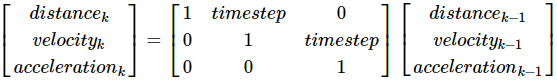 [distance_k] = [1 timestep 0] [distance_{k-1}]
[velocity_k] = [0 1 timestep] [velocity_{k-1}]
[acceleration_k] = [0 0 1] [acceleration_{k-1}]